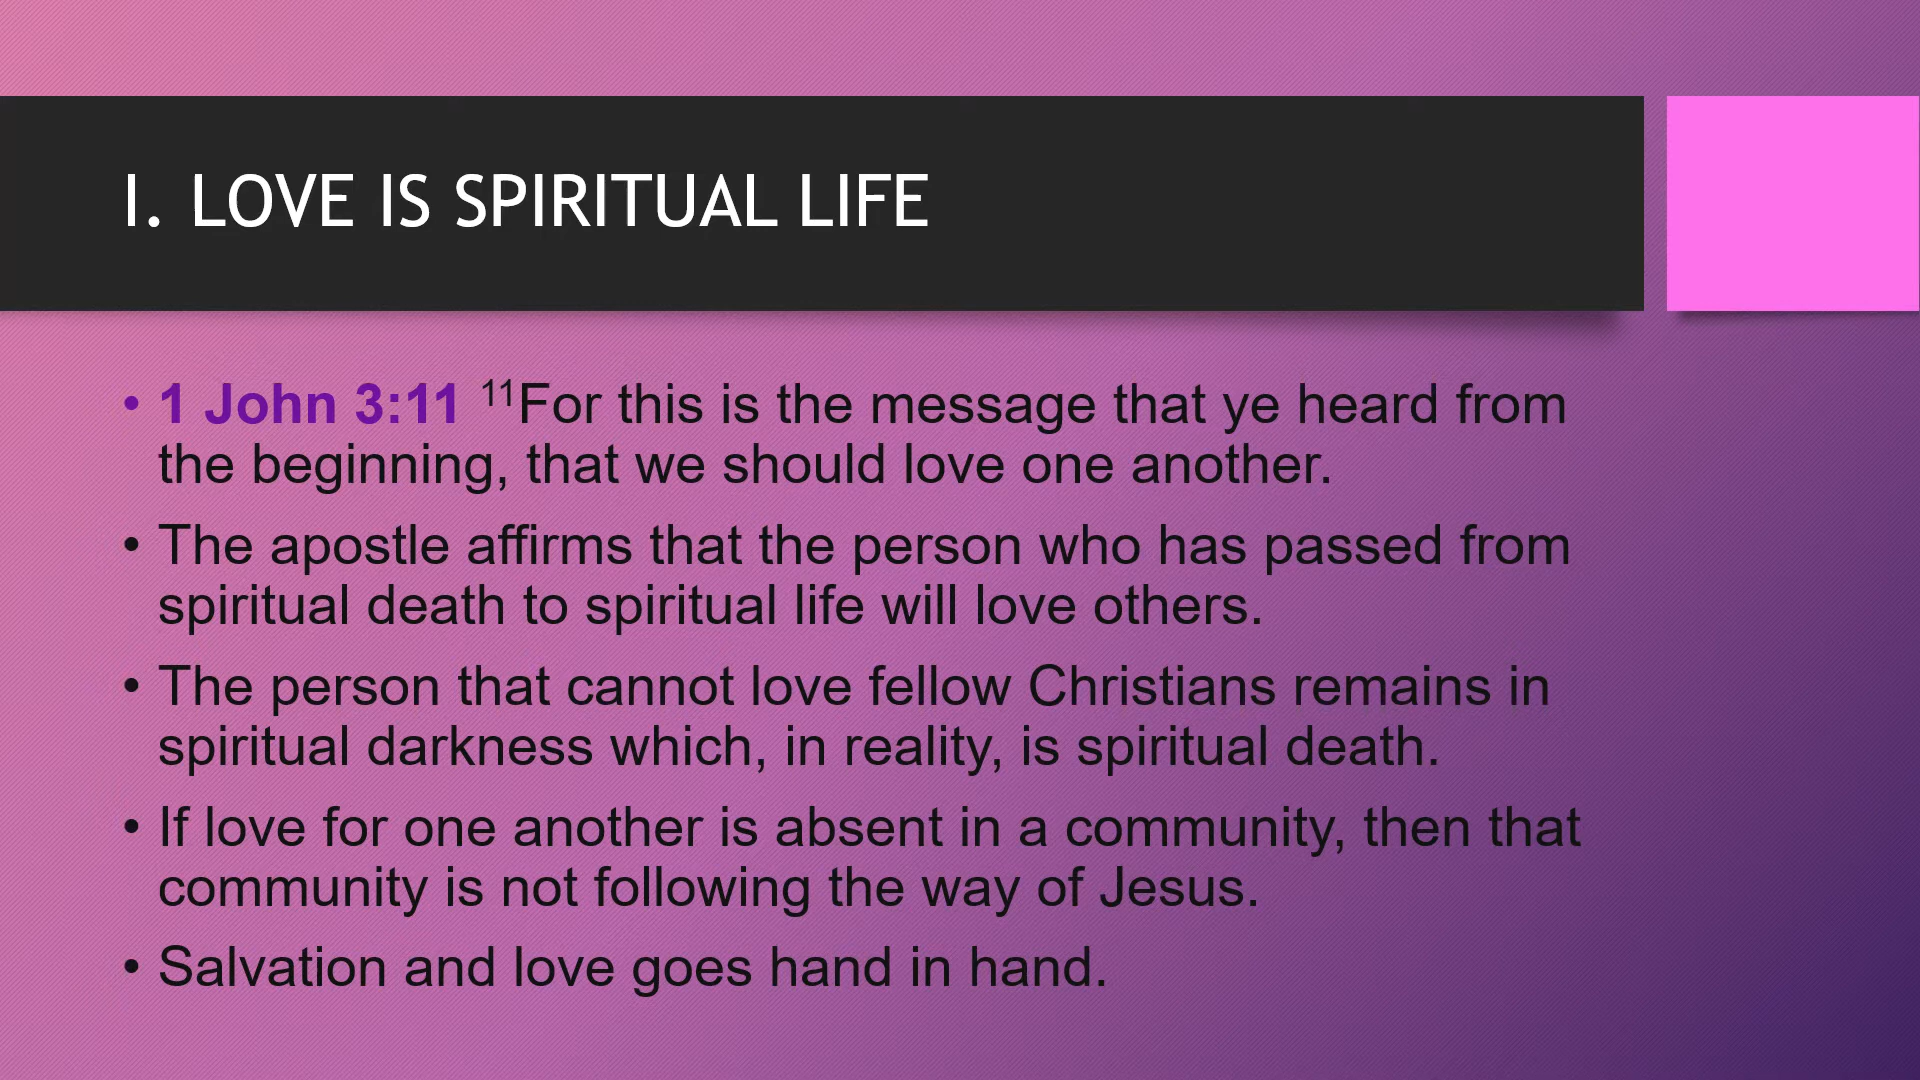 I. LOVE IS SPIRITUAL LIFE
• 1 John 3:11 ¹¹For this is the message that ye heard from
the beginning, that we should love one another.
• The apostle affirms that the person who has passed from
spiritual death to spiritual life will love others.
• The person that cannot love fellow Christians remains in
spiritual darkness which, in reality, is spiritual death.
• If love for one another is absent in a community, then that
community is not following the way of Jesus.
• Salvation and love goes hand in hand.